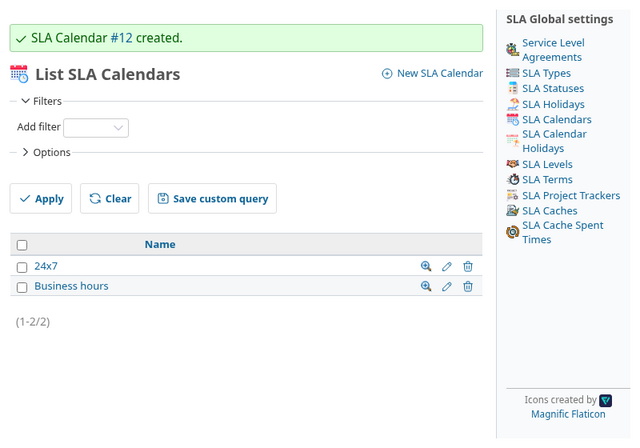 SLA Calendar #12 created.
List SLA Calendars
New SLA Calendar
Filters
Add filter
Options
Apply
Clear
Save custom query
Name
24x7
Business hours
(1-2/2)
SLA Global settings
Service Level
Agreements
SLA Types
SLA Statuses
SLA Holidays
SLA Calendars
SLA Calendar
Holidays
SLA Levels
SLA Terms
SLA Project Trackers
SLA Caches
SLA Cache Spent
Times
Icons created by
Magnific Flaticon